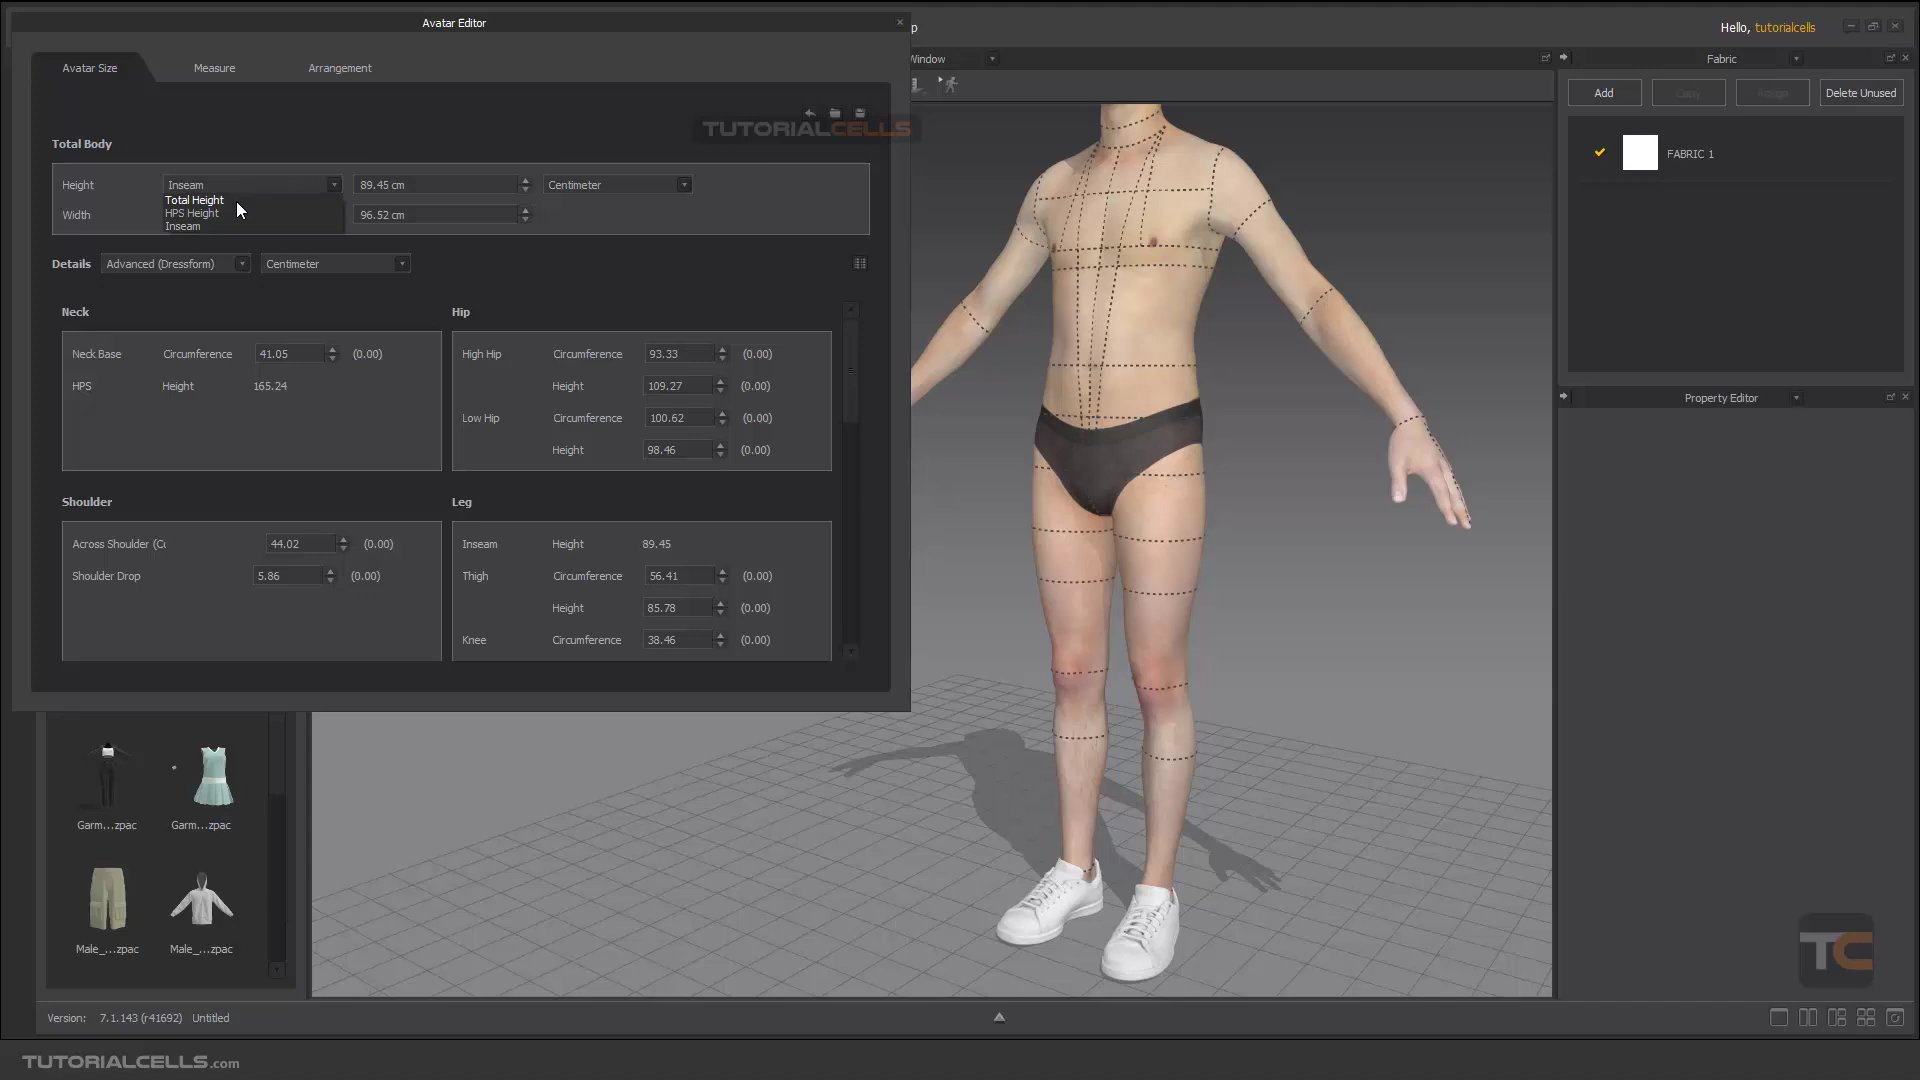 Avatar Editor
p
Hello, tutorialcells
Avatar Size
Measure
Arrangement
Window
Fabric
Add
Copy
Assign
Delete Unused
TUTORIALCELLS
Total Body
FABRIC 1
Height
Inseam
89.45 cm
Centimeter
Total Height
HPS Height
Inseam
Width
96.52 cm
Details
Advanced (Dressform)
Centimeter
Neck
Hip
Neck Base
Circumference
41.05
(0.00)
High Hip
Circumference
93.33
(0.00)
HPS
Height
165.24
Height
109.27
(0.00)
Property Editor
Low Hip
Circumference
100.62
(0.00)
Height
98.46
(0.00)
Shoulder
Leg
Across Shoulder (Cu
44.02
(0.00)
Inseam
Height
89.45
Shoulder Drop
5.86
(0.00)
Thigh
Circumference
56.41
(0.00)
Height
85.78
(0.00)
Knee
Circumference
38.46
(0.00)
Garm...zpac
Garm...zpac
Male_...zpac
Male_...zpac
TC
Version: 7.1.143 (r41692) Untitled
TUTORIALCELLS.com